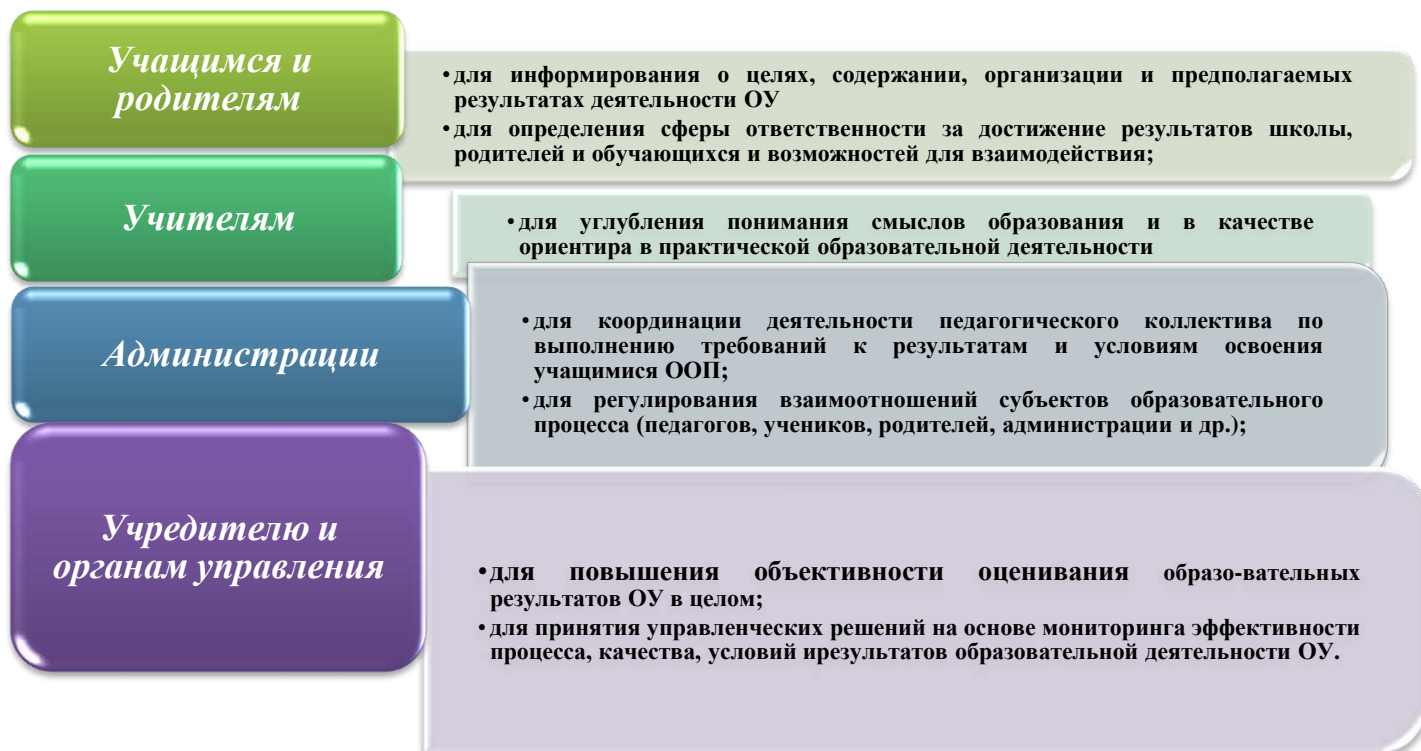 Учащимся и
родителям
•для информирования о целях, содержании, организации и предполагаемых
результатах деятельности ОУ
•для определения сферы ответственности за достижение результатов школы,
родителей и обучающихся и возможностей для взаимодействия;
Учителям
•для углубления понимания смыслов образования и в качестве
ориентира в практической образовательной деятельности
Администрации
•для координации деятельности педагогического коллектива по
выполнению требований к результатам и условиям освоения
учащимися ООП;
•для регулирования взаимоотношений субъектов образовательного
процесса (педагогов, учеников, родителей, администрации и др.);
Учредителю и
органам управления
•для повышения объективности оценивания образо-вательных
результатов ОУ в целом;
•для принятия управленческих решений на основе мониторинга эффективности
процесса, качества, условий ирезультатов образовательной деятельности ОУ.